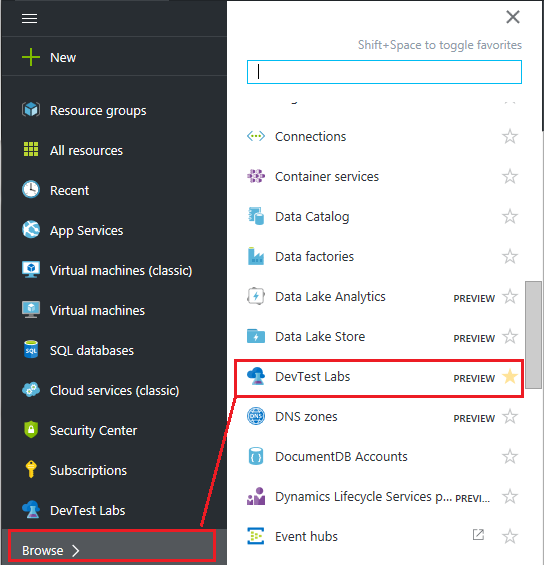 New
Resource groups
All resources
Recent
App Services
Virtual machines (classic)
Virtual machines
SQL
SQL databases
Cloud services (classic)
Security Center
Subscriptions
DevTest Labs
Browse
Shift+Space to toggle favorites
Connections
Container services
Data Catalog
Data factories
Data Lake Analytics PREVIEW
Data Lake Store PREVIEW
DevTest Labs PREVIEW
DNS
DNS zones PREVIEW
DocumentDB Accounts
Dynamics Lifecycle Services p... PREVI...
Event hubs